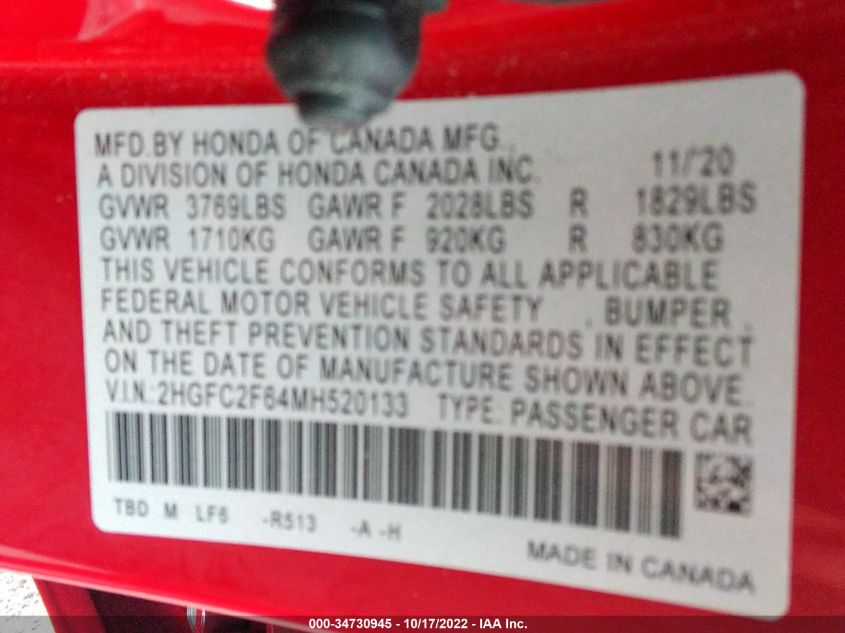 MFD.BY HONDA OF CANADA MFG.,
A DIVISION OF HONDA CANADA INC. 11/'20
GVWR 3769LBS GAWR F 2028LBS R 1829LBS
GVWR 1710KG GAWR F 920KG R 830KG
THIS VEHICLE CONFORMS TO ALL APPLICABLE
FEDERAL MOTOR VEHICLE SAFETY , BUMPER ,
AND THEFT PREVENTION STANDARDS IN EFFECT
ON THE DATE OF MANUFACTURE SHOWN ABOVE.
V.I.N.:2HGFC2F64MH520133 TYPE: PASSENGER CAR
TBD M LF6 -R513 -A -H
MADE IN CANADA
000-34730945 - 10/17/2022 - IAA Inc.